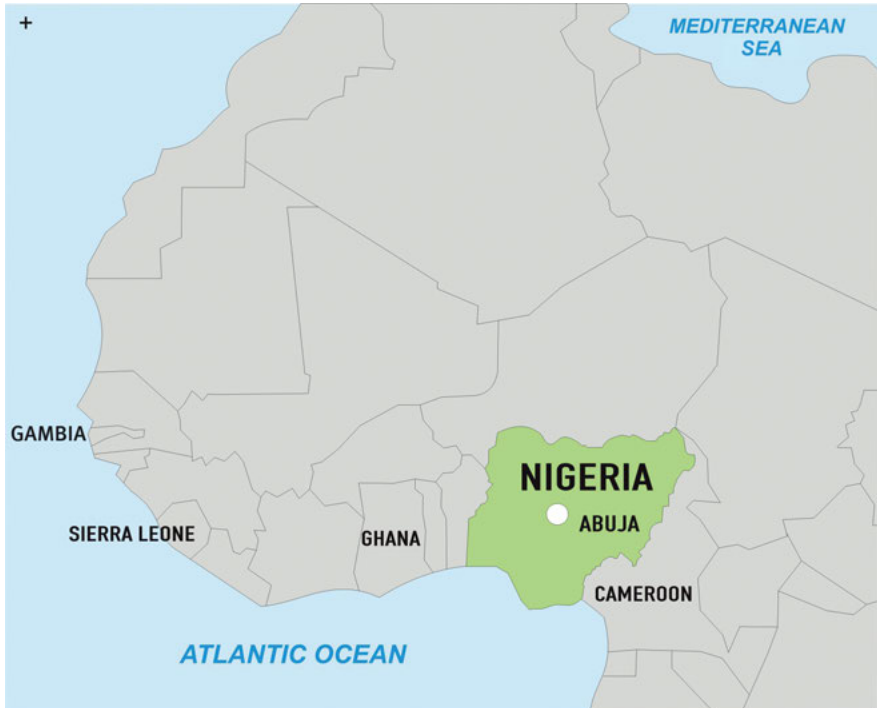 +
MEDITERRANEAN
SEA
GAMBIA
NIGERIA
ABUJA
SIERRA LEONE
GHANA
CAMEROON
ATLANTIC OCEAN